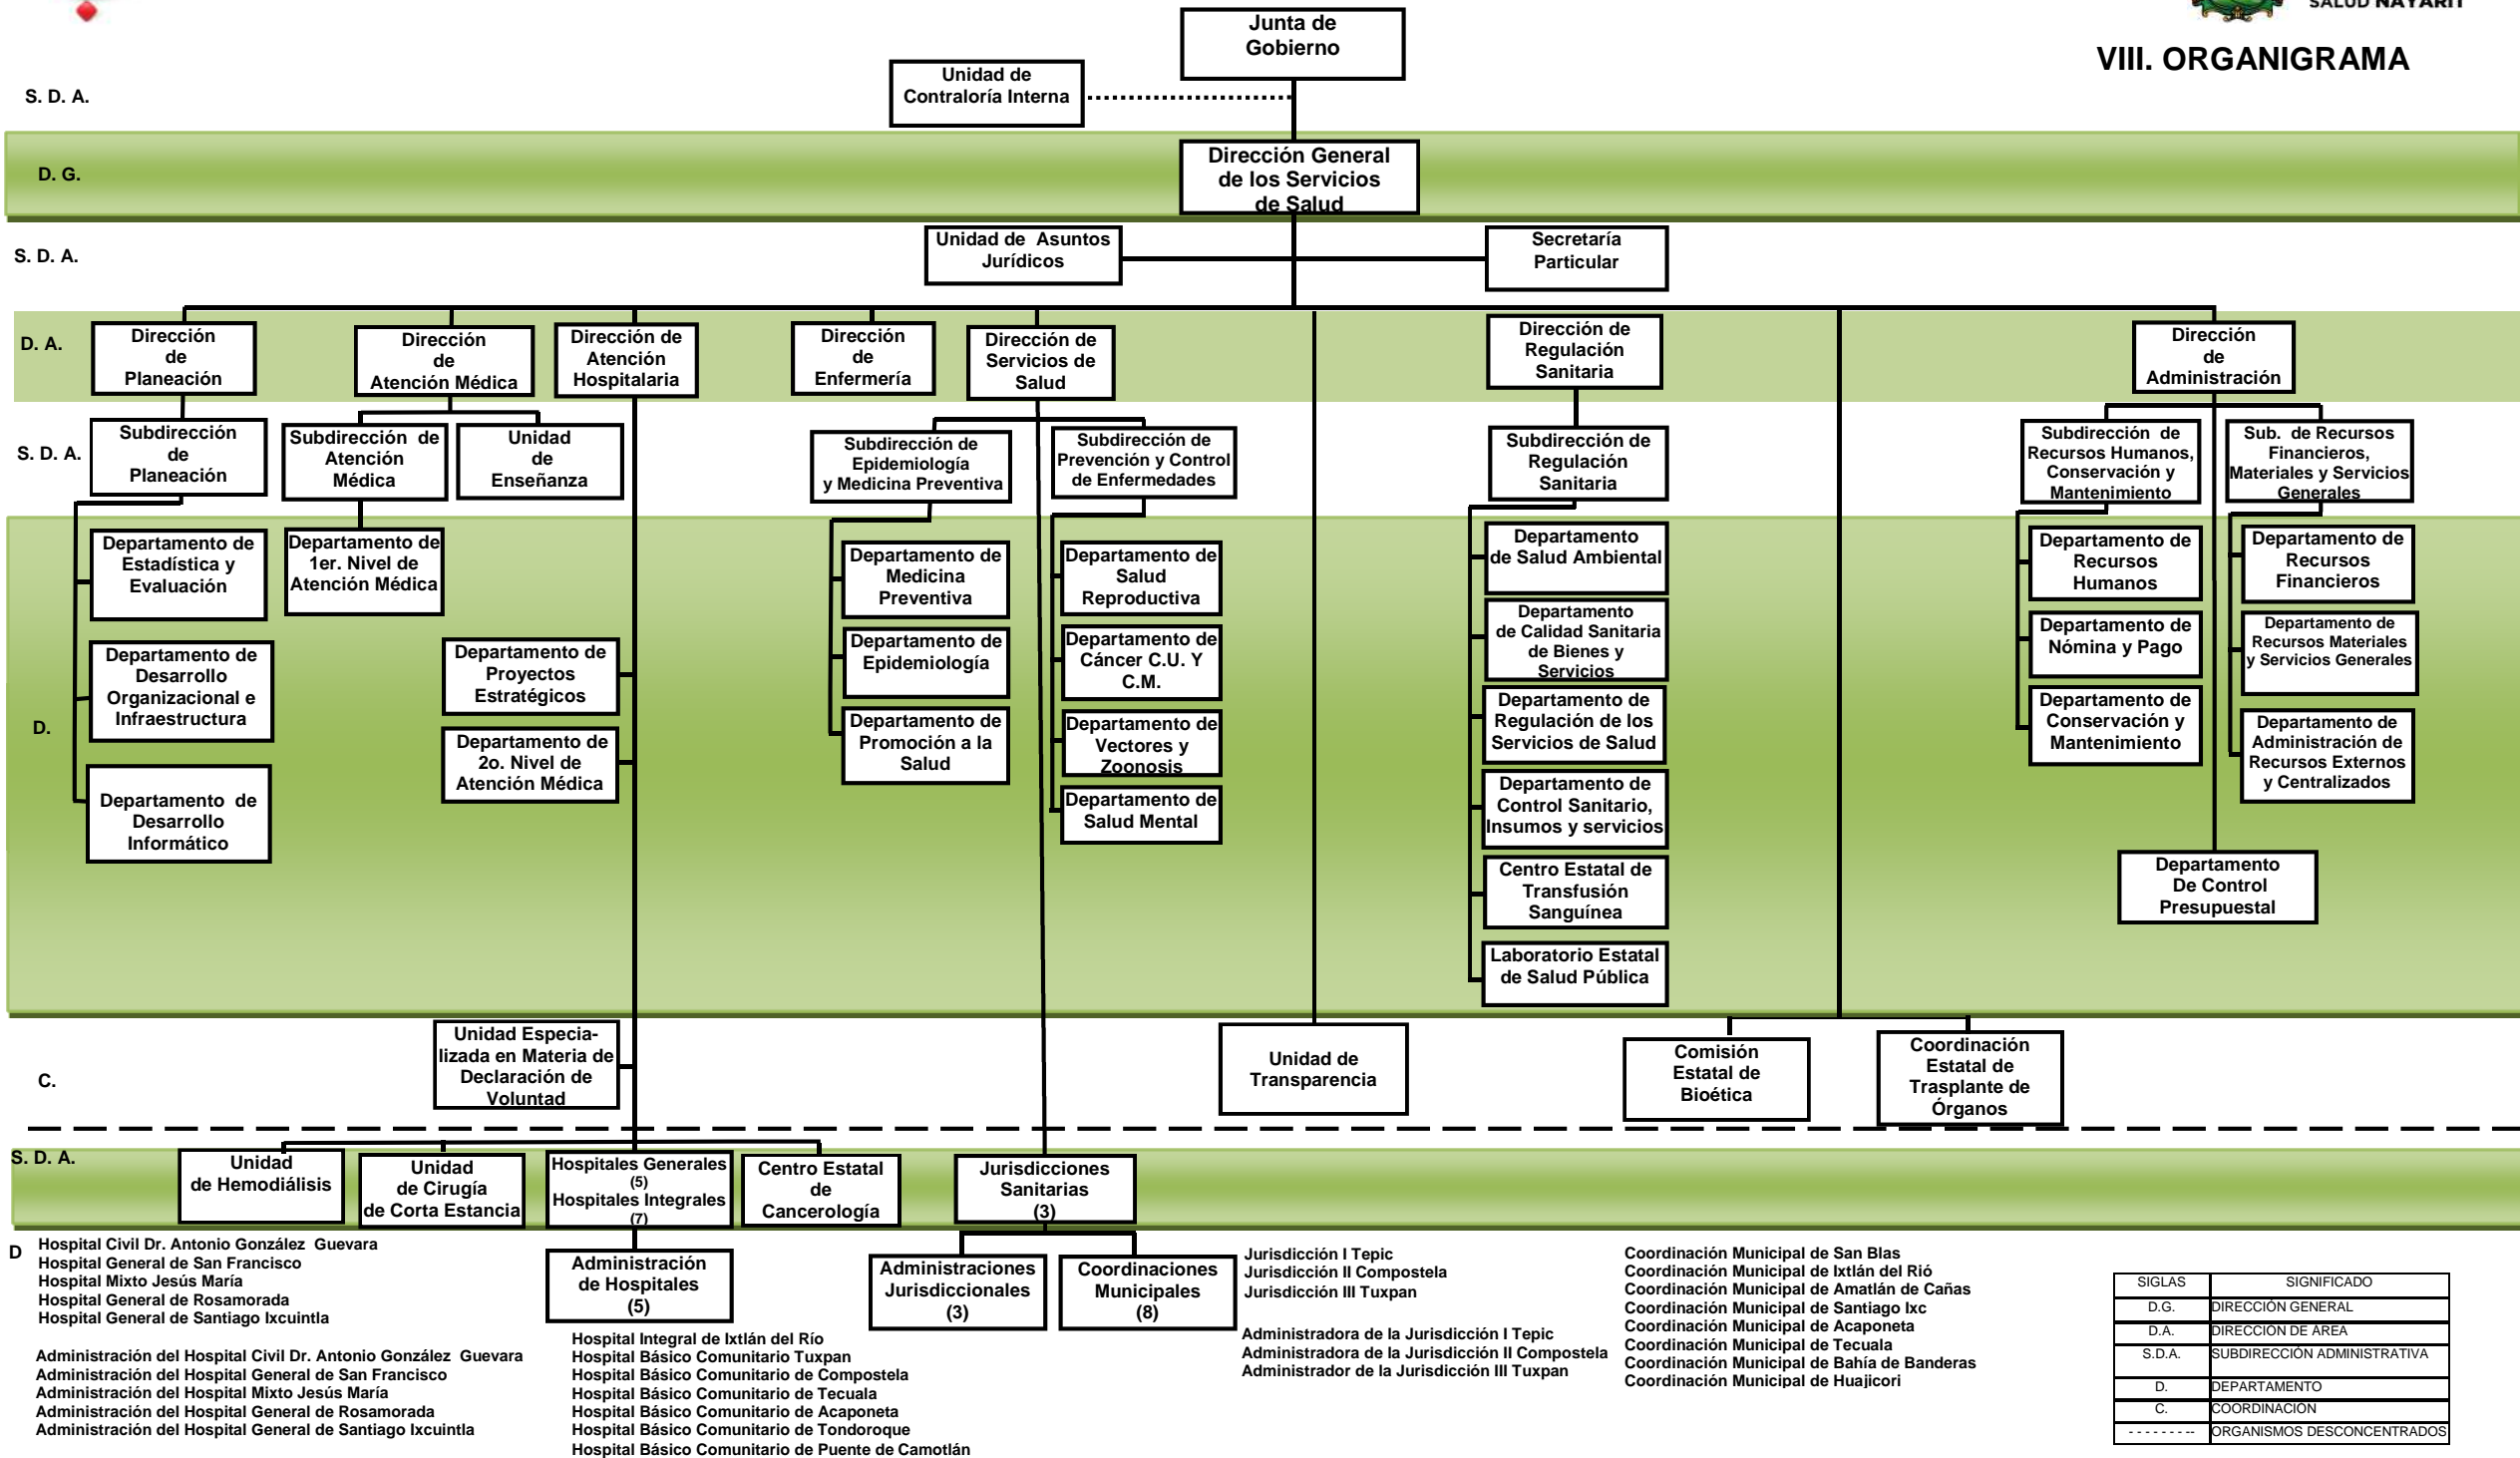 SALUD NAYARIT
VIII. ORGANIGRAMA
Junta de
Gobierno
Unidad de
Contraloría Interna
S. D. A.
D. G.
Dirección General
de los Servicios
de Salud
S. D. A.
Unidad de Asuntos
Jurídicos
Secretaría
Particular
D. A.
Dirección
de
Planeación
Dirección
de
Atención Médica
Dirección de
Atención
Hospitalaria
Dirección
de
Enfermería
Dirección de
Servicios de
Salud
Dirección de
Regulación
Sanitaria
Dirección
de
Administración
S. D. A.
Subdirección
de
Planeación
Subdirección de
Atención
Médica
Unidad
de
Enseñanza
Subdirección de
Epidemiología
y Medicina Preventiva
Subdirección de
Prevención y Control
de Enfermedades
Subdirección de
Regulación
Sanitaria
Subdirección de
Recursos Humanos,
Conservación y
Mantenimiento
Sub. de Recursos
Financieros,
Materiales y Servicios
Generales
D.
Departamento de
Estadística y
Evaluación
Departamento de
Desarrollo
Organizacional e
Infraestructura
Departamento de
Desarrollo
Informático
Departamento de
1er. Nivel de
Atención Médica
Departamento de
Proyectos
Estratégicos
Departamento de
2o. Nivel de
Atención Médica
Departamento de
Medicina
Preventiva
Departamento de
Epidemiología
Departamento de
Promoción a la
Salud
Departamento de
Salud
Reproductiva
Departamento de
Cáncer C.U. Y
C.M.
Departamento de
Vectores y
Zoonosis
Departamento de
Salud Mental
Departamento
de Salud Ambiental
Departamento
de Calidad Sanitaria
de Bienes y
Servicios
Departamento de
Regulación de los
Servicios de Salud
Departamento de
Control Sanitario,
Insumos y servicios
Centro Estatal de
Transfusión
Sanguínea
Laboratorio Estatal
de Salud Pública
Departamento de
Recursos
Humanos
Departamento de
Nómina y Pago
Departamento de
Conservación y
Mantenimiento
Departamento de
Recursos
Financieros
Departamento de
Recursos Materiales
y Servicios Generales
Departamento de
Administración de
Recursos Externos
y Centralizados
Departamento
De Control
Presupuestal
C.
Unidad Especia-
lizada en Materia de
Declaración de
Voluntad
Unidad de
Transparencia
Comisión
Estatal de
Bioética
Coordinación
Estatal de
Trasplante de
Órganos
S. D. A.
Unidad
de Hemodiálisis
Unidad
de Cirugía
de Corta Estancia
Hospitales Generales
(5)
Hospitales Integrales
(7)
Centro Estatal
de
Cancerología
Jurisdicciones
Sanitarias
(3)
D
Hospital Civil Dr. Antonio González Guevara
Hospital General de San Francisco
Hospital Mixto Jesús María
Hospital General de Rosamorada
Hospital General de Santiago Ixcuintla
Administración del Hospital Civil Dr. Antonio González Guevara
Administración del Hospital General de San Francisco
Administración del Hospital Mixto Jesús María
Administración del Hospital General de Rosamorada
Administración del Hospital General de Santiago Ixcuintla
Administración
de Hospitales
(5)
Hospital Integral de Ixtlán del Río
Hospital Básico Comunitario Tuxpan
Hospital Básico Comunitario de Compostela
Hospital Básico Comunitario de Tecuala
Hospital Básico Comunitario de Acaponeta
Hospital Básico Comunitario de Tondoroque
Hospital Básico Comunitario de Puente de Camotlán
Administraciones
Jurisdiccionales
(3)
Coordinaciones
Municipales
(8)
Jurisdicción I Tepic
Jurisdicción II Compostela
Jurisdicción III Tuxpan
Administradora de la Jurisdicción I Tepic
Administradora de la Jurisdicción II Compostela
Administrador de la Jurisdicción III Tuxpan
Coordinación Municipal de San Blas
Coordinación Municipal de Ixtlán del Rió
Coordinación Municipal de Amatlán de Cañas
Coordinación Municipal de Santiago Ixc
Coordinación Municipal de Acaponeta
Coordinación Municipal de Tecuala
Coordinación Municipal de Bahía de Banderas
Coordinación Municipal de Huajicori
SIGLAS SIGNIFICADO
D.G. DIRECCIÓN GENERAL
D.A. DIRECCIÓN DE ÁREA
S.D.A. SUBDIRECCIÓN ADMINISTRATIVA
D. DEPARTAMENTO
C. COORDINACIÓN
- - - - - - - -- ORGANISMOS DESCONCENTRADOS